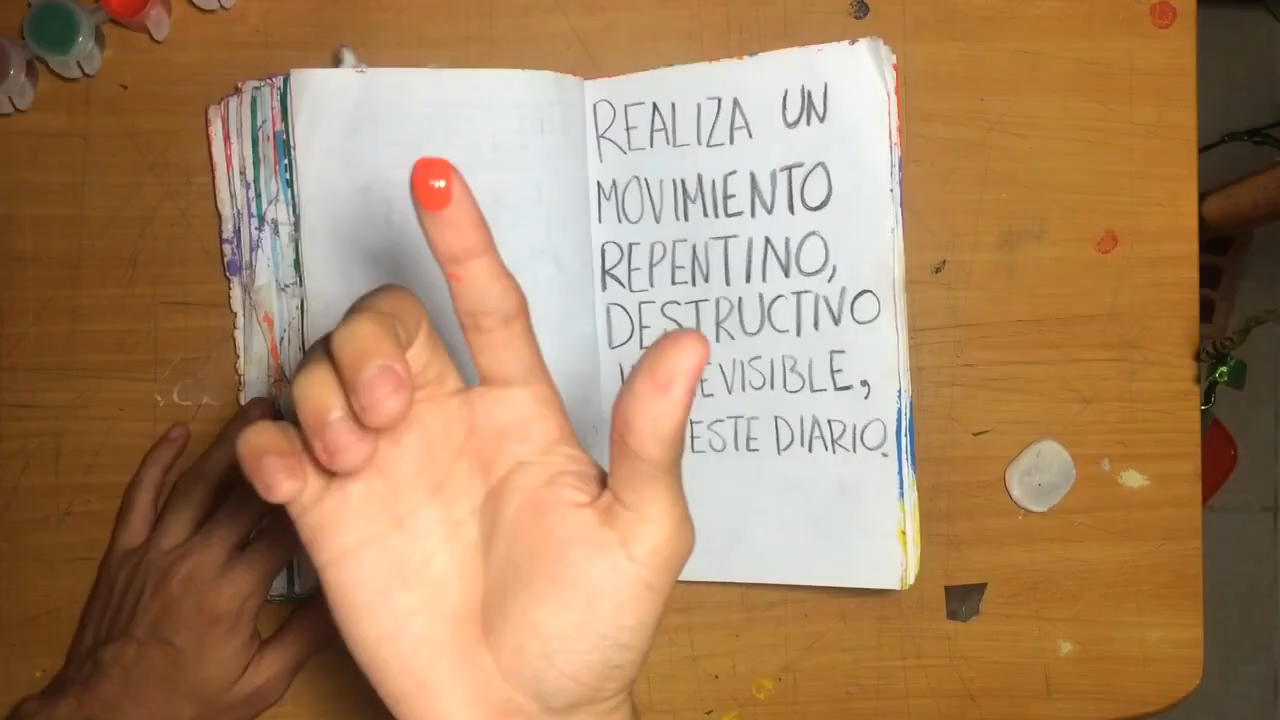 REALIZA UN
MOVIMIENTO
REPENTINO,
DESTRUCTIVO
ESTE DIARIO.